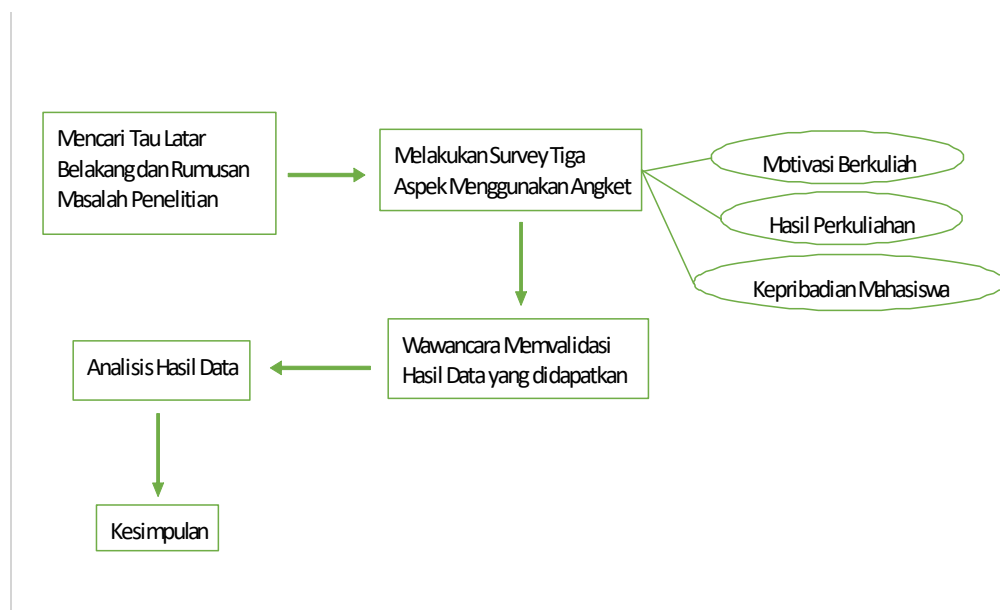 Mencari Tau Latar
Belakang dan Rumusan
Masalah Penelitian
Melakukan Survey Tiga
Aspek Menggunakan Angket
Motivasi Berkuliah
Hasil Perkuliahan
Kepribadian Mahasiswa
Wawancara Memvalidasi
Hasil Data yang didapatkan
Analisis Hasil Data
Kesimpulan